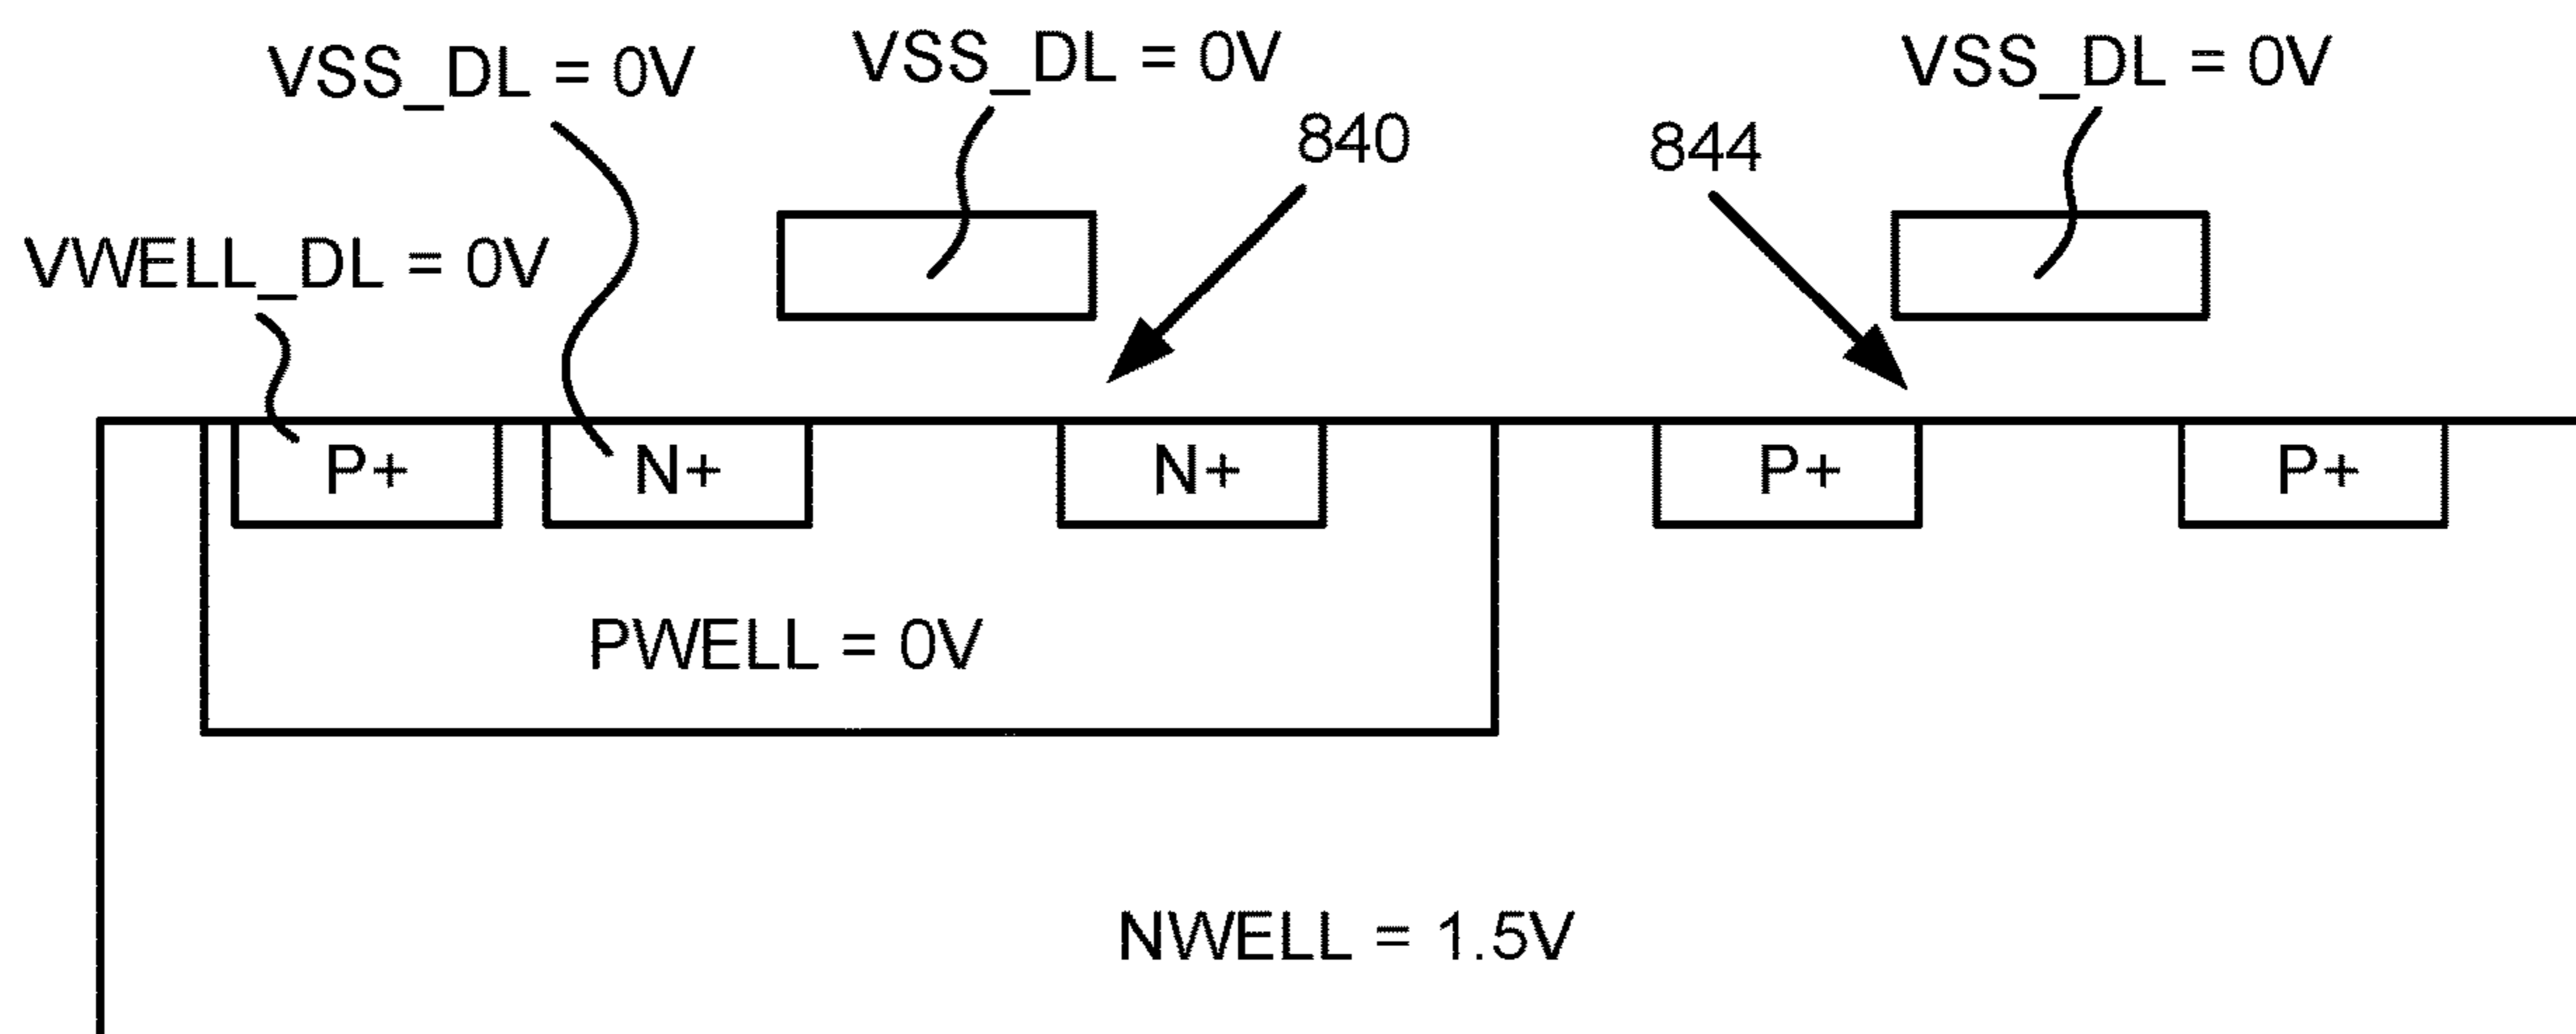 VSS_DL = 0V
VSS_DL = 0V
VSS_DL = 0V
840
844
VWELL_DL = 0V
P+
N+
N+
P+
P+
PWELL = 0V
NWELL = 1.5V